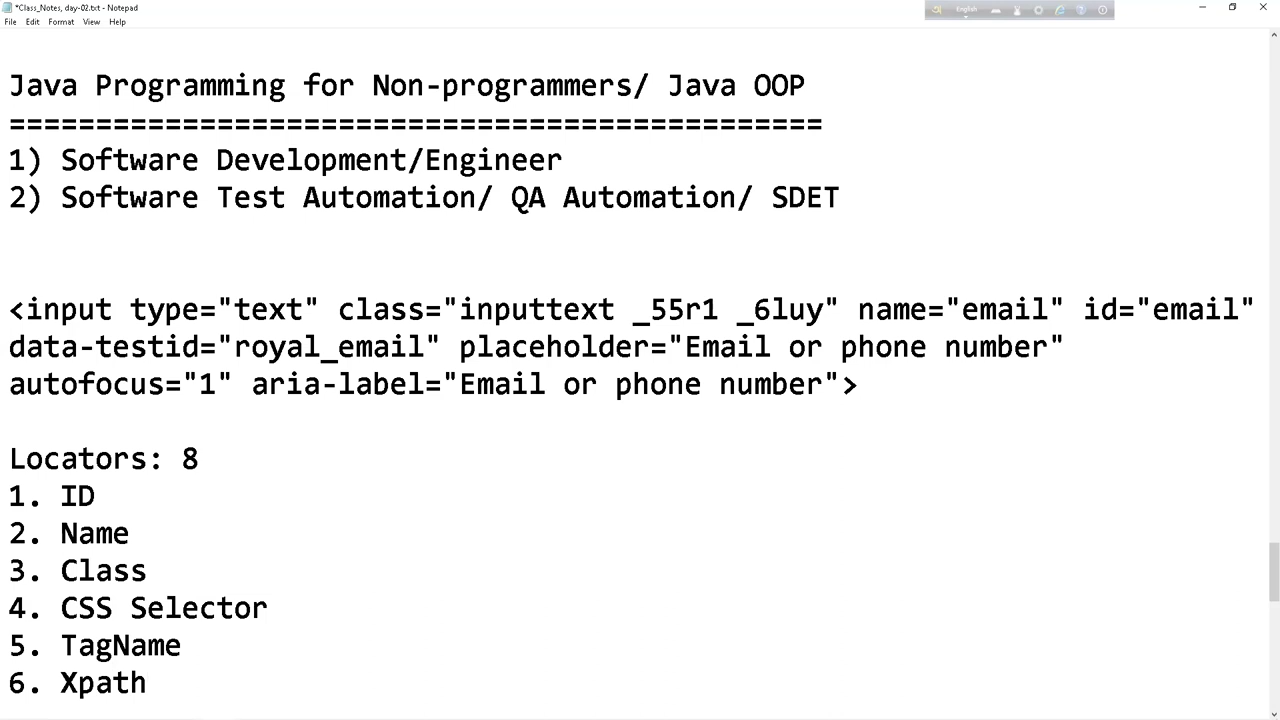 *Class_Notes, day-02.txt - Notepad
English
File Edit Format View Help
Java Programming for Non-programmers/ Java OOP
===============================================
1) Software Development/Engineer
2) Software Test Automation/ QA Automation/ SDET
<input type="text" class="inputtext _55r1 _6luy" name="email" id="email"
data-testid="royal_email" placeholder="Email or phone number"
autofocus="1" aria-label="Email or phone number">
Locators: 8
1. ID
2. Name
3. Class
4. CSS Selector
5. TagName
6. Xpath